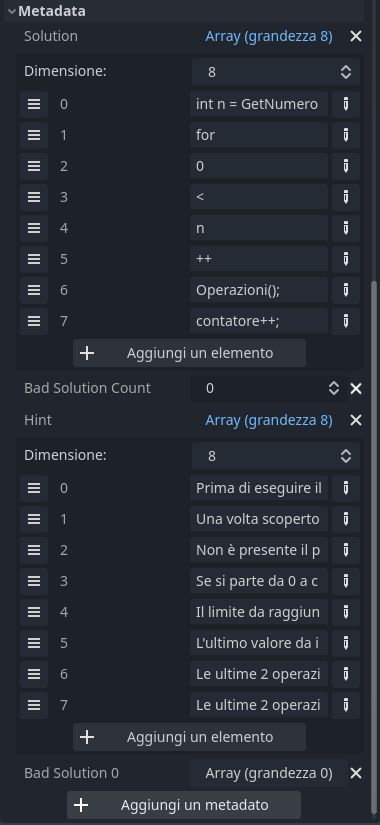 Metadata
Solution Array (grandezza 8)
Dimensione: 8
0 int n = GetNumero
1 for
2 0
3 <
4 n
5 ++
6 Operazioni();
7 contatore++;
Aggiungi un elemento
Bad Solution Count 0
Hint Array (grandezza 8)
Dimensione: 8
0 Prima di eseguire il
1 Una volta scoperto
2 Non è presente il p
3 Se si parte da 0 a c
4 Il limite da raggiun
5 L'ultimo valore da i
6 Le ultime 2 operazi
7 Le ultime 2 operazi
Aggiungi un elemento
Bad Solution 0 Array (grandezza 0)
Aggiungi un metadato